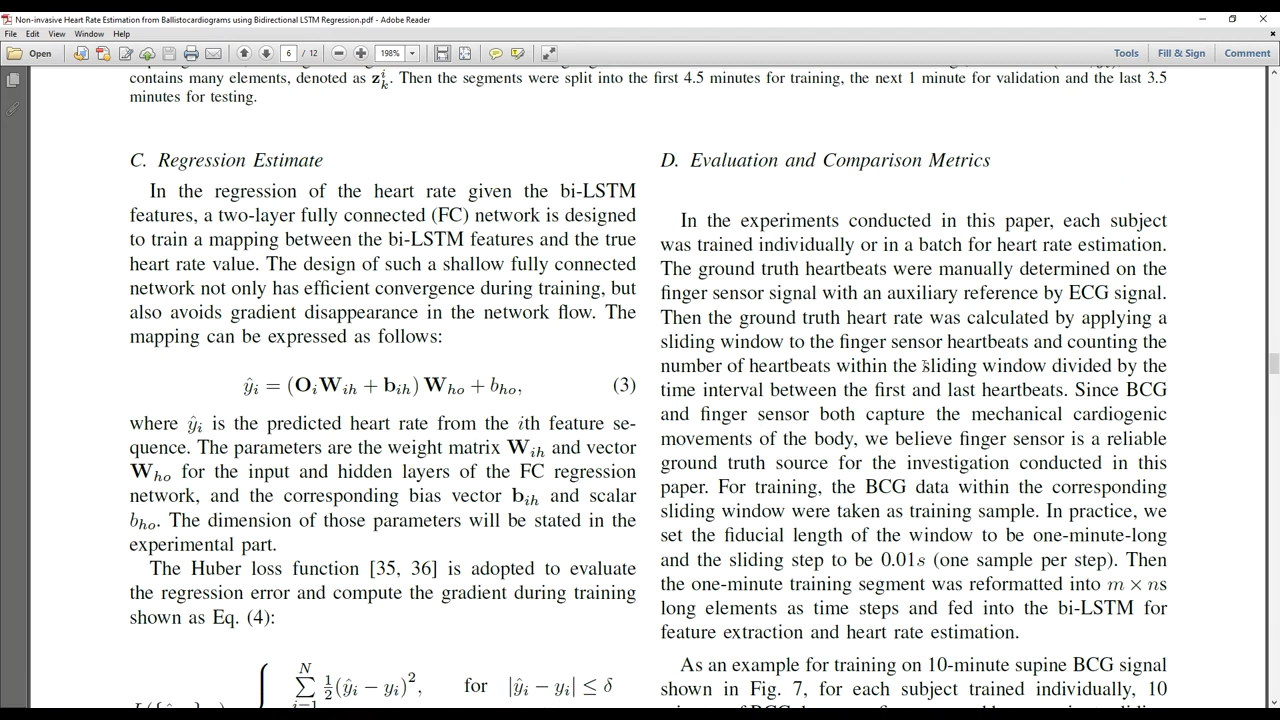 Non-invasive Heart Rate Estimation from Ballistocardiograms using Bidirectional LSTM Regression.pdf - Adobe Reader
File Edit View Window Help
Open 6 / 12 198% Tools Fill & Sign Comment
contains many elements, denoted as z_k^i. Then the segments were split into the first 4.5 minutes for training, the next 1 minute for validation and the last 3.5
minutes for testing.
C. Regression Estimate
In the regression of the heart rate given the bi-LSTM
features, a two-layer fully connected (FC) network is designed
to train a mapping between the bi-LSTM features and the true
heart rate value. The design of such a shallow fully connected
network not only has efficient convergence during training, but
also avoids gradient disappearance in the network flow. The
mapping can be expressed as follows:
ŷ_i = (O_i W_ih + b_ih) W_ho + b_ho, (3)
where ŷ_i is the predicted heart rate from the ith feature se-
quence. The parameters are the weight matrix W_ih and vector
W_ho for the input and hidden layers of the FC regression
network, and the corresponding bias vector b_ih and scalar
b_ho. The dimension of those parameters will be stated in the
experimental part.
The Huber loss function [35, 36] is adopted to evaluate
the regression error and compute the gradient during training
shown as Eq. (4):
N
∑ 1/2 (ŷ_i − y_i)^2, for |ŷ_i − y_i| ≤ δ
D. Evaluation and Comparison Metrics
In the experiments conducted in this paper, each subject
was trained individually or in a batch for heart rate estimation.
The ground truth heartbeats were manually determined on the
finger sensor signal with an auxiliary reference by ECG signal.
Then the ground truth heart rate was calculated by applying a
sliding window to the finger sensor heartbeats and counting the
number of heartbeats within the sliding window divided by the
time interval between the first and last heartbeats. Since BCG
and finger sensor both capture the mechanical cardiogenic
movements of the body, we believe finger sensor is a reliable
ground truth source for the investigation conducted in this
paper. For training, the BCG data within the corresponding
sliding window were taken as training sample. In practice, we
set the fiducial length of the window to be one-minute-long
and the sliding step to be 0.01s (one sample per step). Then
the one-minute training segment was reformatted into m × ns
long elements as time steps and fed into the bi-LSTM for
feature extraction and heart rate estimation.
As an example for training on 10-minute supine BCG signal
shown in Fig. 7, for each subject trained individually, 10